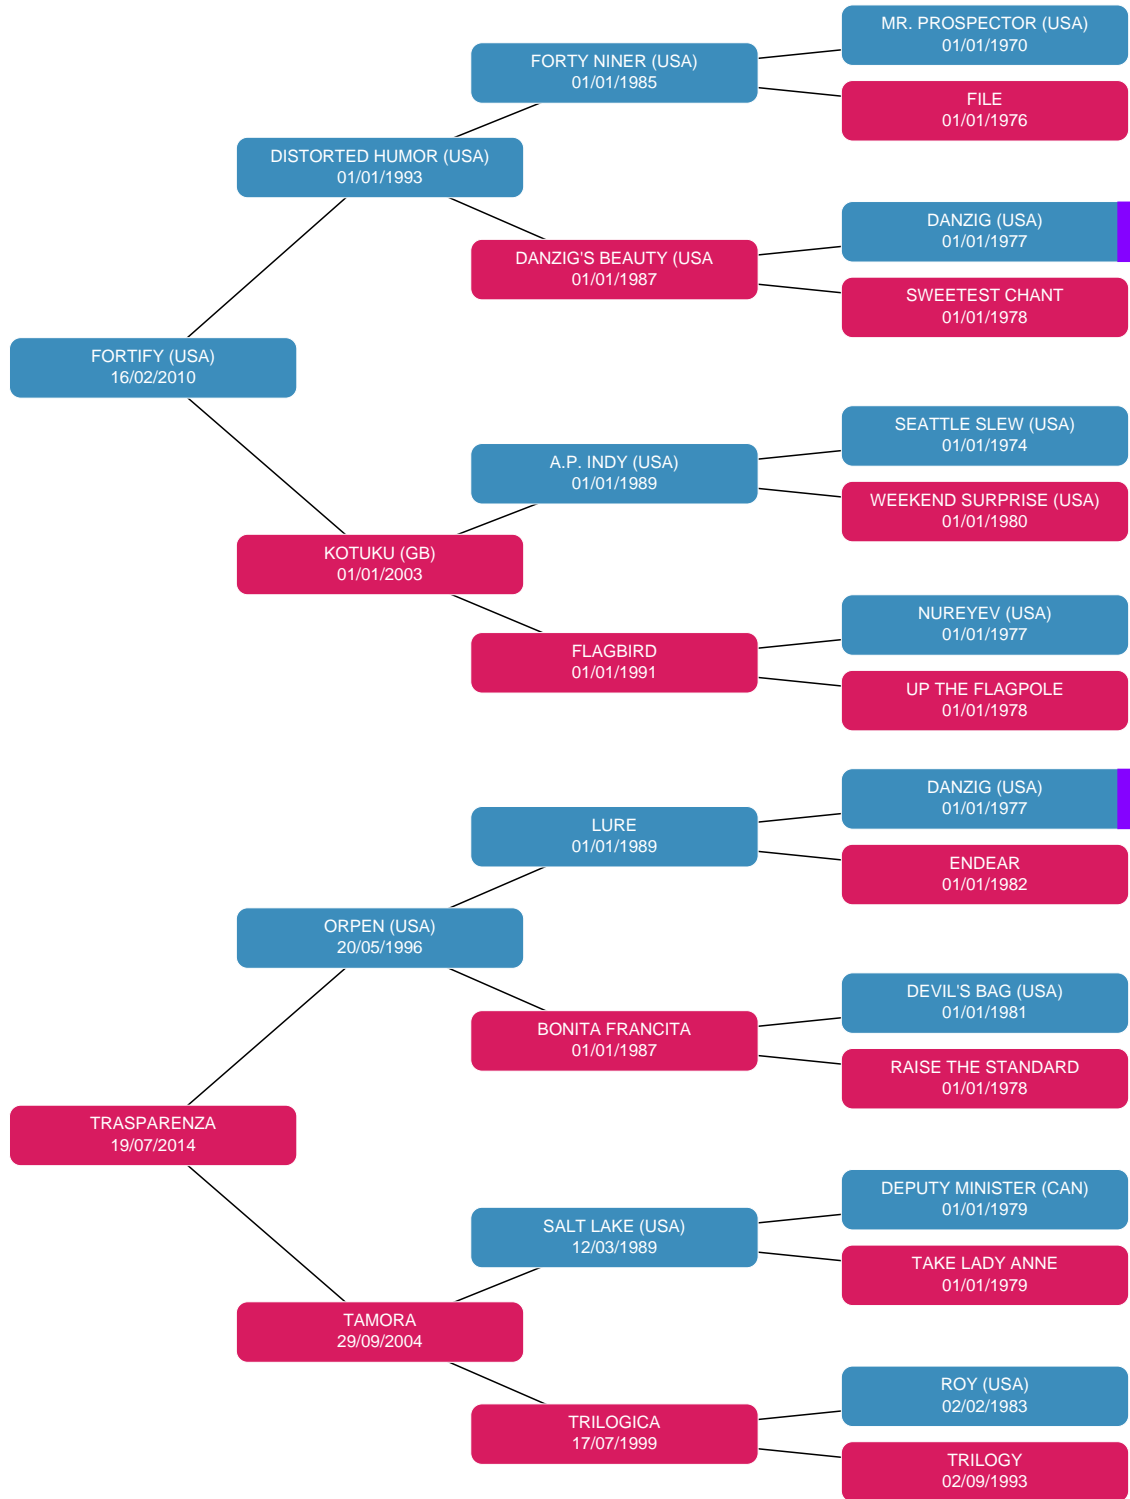 MR. PROSPECTOR (USA)
01/01/1970
FORTY NINER (USA)
01/01/1985
FILE
01/01/1976
DISTORTED HUMOR (USA)
01/01/1993
DANZIG (USA)
01/01/1977
DANZIG'S BEAUTY (USA
01/01/1987
SWEETEST CHANT
01/01/1978
FORTIFY (USA)
16/02/2010
SEATTLE SLEW (USA)
01/01/1974
A.P. INDY (USA)
01/01/1989
WEEKEND SURPRISE (USA)
01/01/1980
KOTUKU (GB)
01/01/2003
NUREYEV (USA)
01/01/1977
FLAGBIRD
01/01/1991
UP THE FLAGPOLE
01/01/1978
DANZIG (USA)
01/01/1977
LURE
01/01/1989
ENDEAR
01/01/1982
ORPEN (USA)
20/05/1996
DEVIL'S BAG (USA)
01/01/1981
BONITA FRANCITA
01/01/1987
RAISE THE STANDARD
01/01/1978
TRASPARENZA
19/07/2014
DEPUTY MINISTER (CAN)
01/01/1979
SALT LAKE (USA)
12/03/1989
TAKE LADY ANNE
01/01/1979
TAMORA
29/09/2004
ROY (USA)
02/02/1983
TRILOGICA
17/07/1999
TRILOGY
02/09/1993